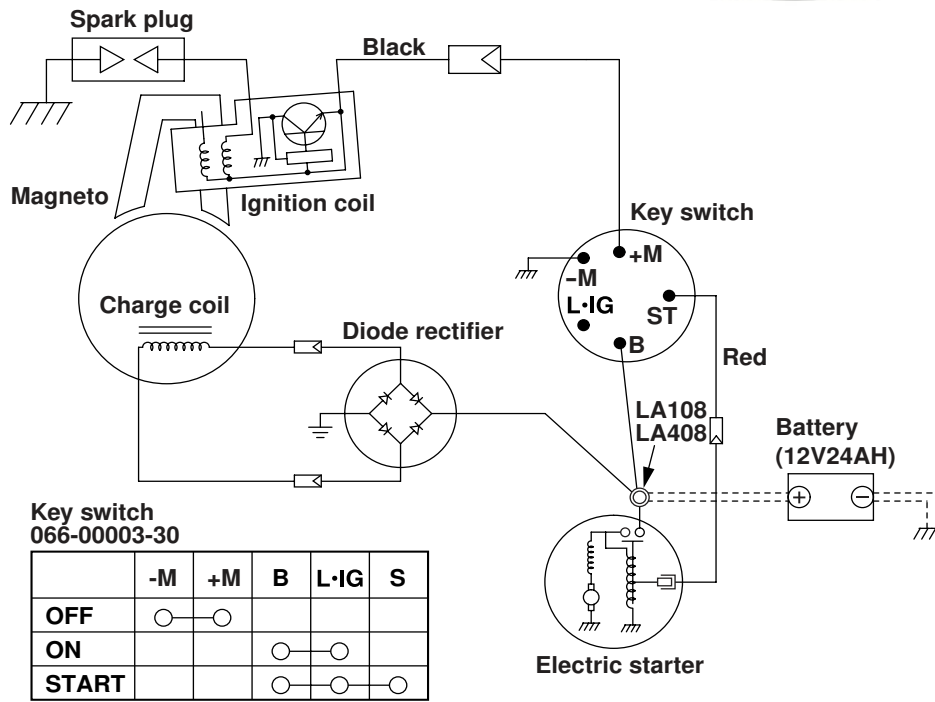 Spark plug
Black
Magneto
Ignition coil
Key switch
+M
−M
L•IG
ST
B
Charge coil
Diode rectifier
Red
LA108
LA408
Battery
(12V24AH)
+ −
Electric starter
Key switch
066-00003-30
-M +M B L•IG S
OFF
ON
START